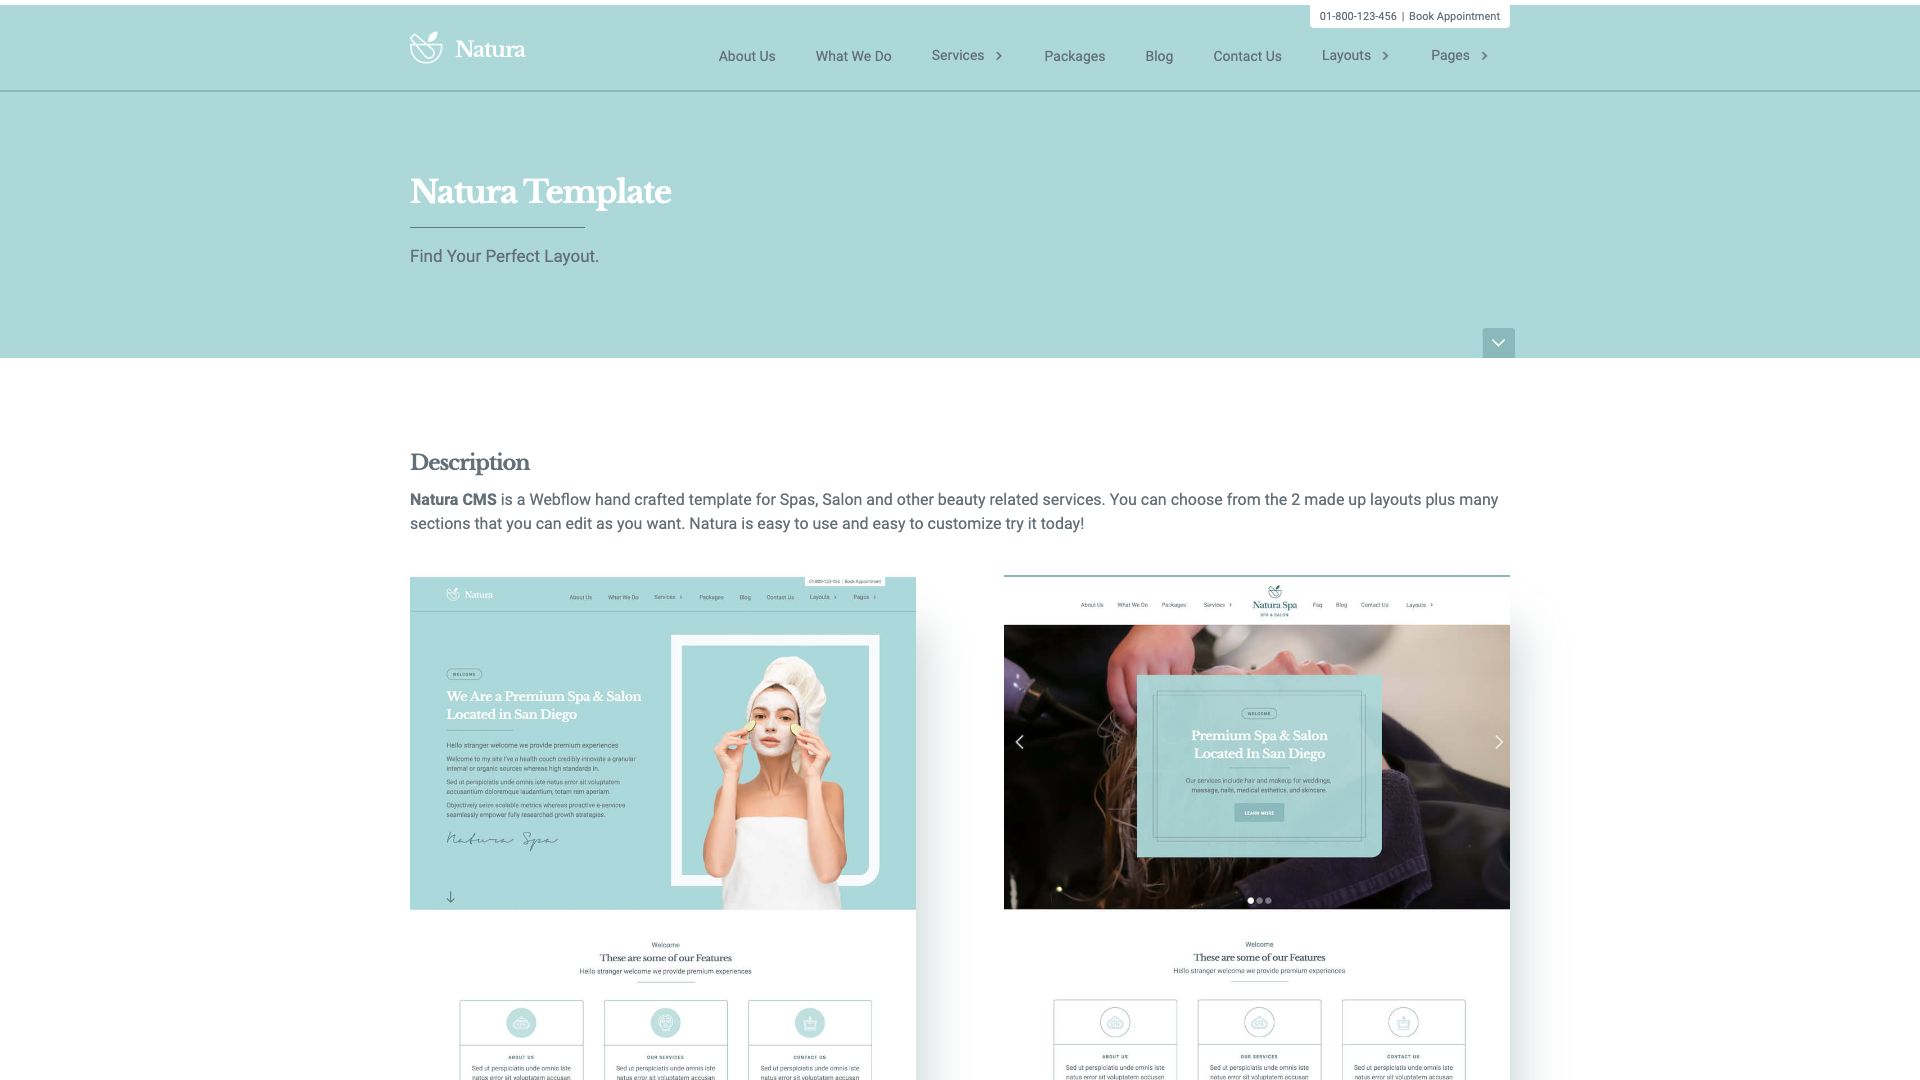 01-800-123-456 | Book Appointment
Natura
About Us
What We Do
Services
Packages
Blog
Contact Us
Layouts
Pages
Natura Template
Find Your Perfect Layout.
Description
Natura CMS is a Webflow hand crafted template for Spas, Salon and other beauty related services. You can choose from the 2 made up layouts plus many
sections that you can edit as you want. Natura is easy to use and easy to customize try it today!
01-800-123-456 | Book Appointment
Natura
About Us
What We Do
Services
Packages
Blog
Contact Us
Layouts
Pages
WELCOME
We Are a Premium Spa & Salon
Located in San Diego
Hello stranger welcome we provide premium experiences
Welcome to my site I've a health couch credibly innovate a granular
internal or organic sources whereas high standards in.
Sed ut perspiciatis unde omnis iste natus error sit voluptatem
accusantium doloremque laudantium, totam rem aperiam.
Objectively seize scalable metrics whereas proactive e-services
seamlessly empower fully researched growth strategies.
Natura Spa
Welcome
These are some of our Features
Hello stranger welcome we provide premium experiences
ABOUT US
Sed ut perspiciatis unde omnis iste
natus error sit voluptatem accusan
OUR SERVICES
Sed ut perspiciatis unde omnis iste
natus error sit voluptatem accusan
CONTACT US
Sed ut perspiciatis unde omnis iste
natus error sit voluptatem accusan
About Us
What We Do
Packages
Services
Natura Spa
SPA & SALON
Faq
Blog
Contact Us
Layouts
WELCOME
Premium Spa & Salon
Located In San Diego
Our services include hair and makeup for weddings,
massage, nails, medical esthetics, and skincare.
LEARN MORE
Welcome
These are some of our Features
Hello stranger welcome we provide premium experiences
ABOUT US
Sed ut perspiciatis unde omnis iste
natus error sit voluptatem accusan
OUR SERVICES
Sed ut perspiciatis unde omnis iste
natus error sit voluptatem accusan
CONTACT US
Sed ut perspiciatis unde omnis iste
natus error sit voluptatem accusan